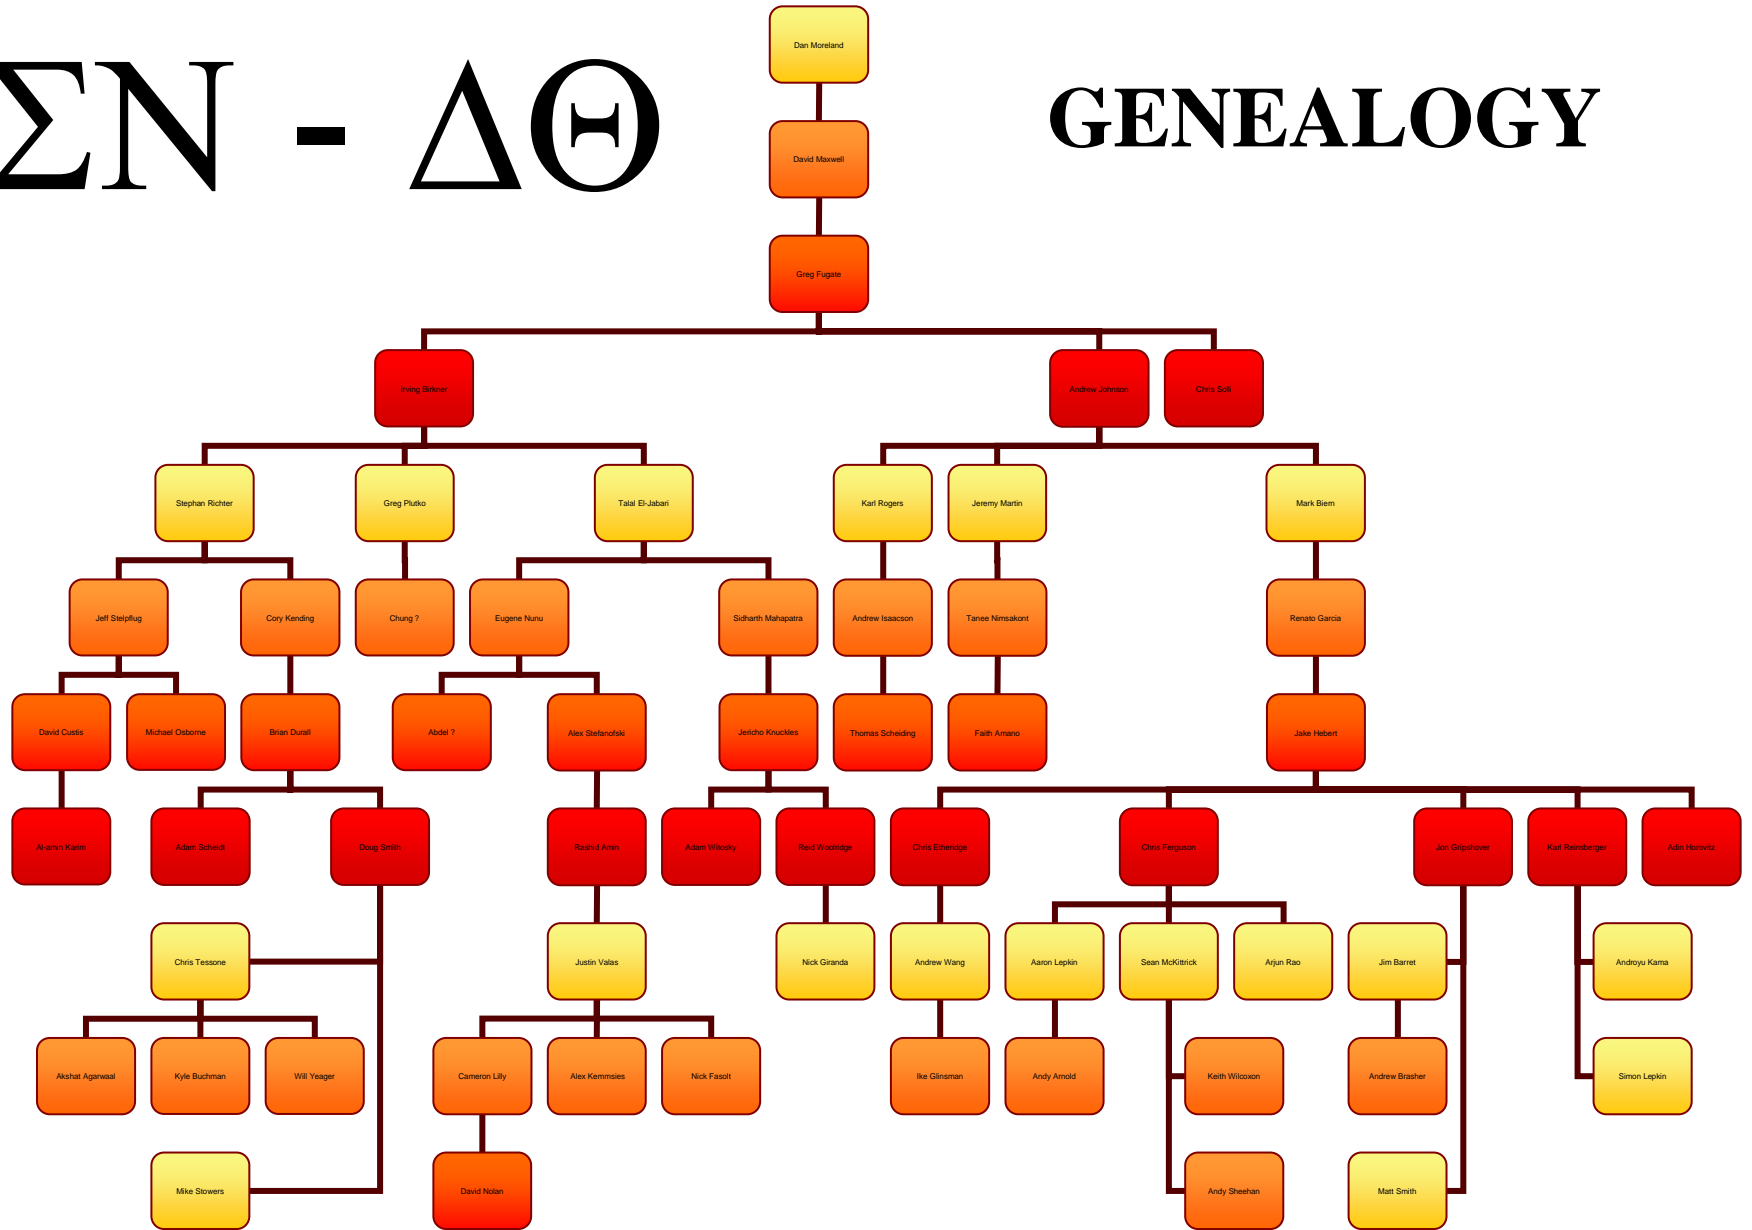 ΣΝ - ΔΘ
GENEALOGY
Dan Moreland
David Maxwell
Greg Fugate
Irving Birkner
Andrew Johnson
Chris Solli
Stephan Richter
Greg Plutko
Talal El-Jabari
Karl Rogers
Jeremy Martin
Mark Biem
Jeff Stelpflug
Cory Kending
Chung ?
Eugene Nunu
Sidharth Mahapatra
Andrew Isaacson
Tanee Nimsakont
Renato Garcia
David Custis
Michael Osborne
Brian Durall
Abdel ?
Alex Stefanofski
Jericho Knuckles
Thomas Scheiding
Faith Amano
Jake Hebert
Al-amin Karim
Adam Scheidt
Doug Smith
Rashid Amin
Adam Witosky
Reid Woolridge
Chris Etheridge
Chris Ferguson
Jon Gripshover
Karl Reinsberger
Adin Horovitz
Chris Tessone
Justin Valas
Nick Giranda
Andrew Wang
Aaron Lepkin
Sean McKittrick
Arjun Rao
Jim Barret
Androyu Kama
Akshat Agarwaal
Kyle Buchman
Will Yeager
Cameron Lilly
Alex Kemmsies
Nick Fasolt
Ike Glinsman
Andy Arnold
Keith Wilcoxon
Andrew Brasher
Simon Lepkin
Mike Stowers
David Nolan
Andy Sheehan
Matt Smith